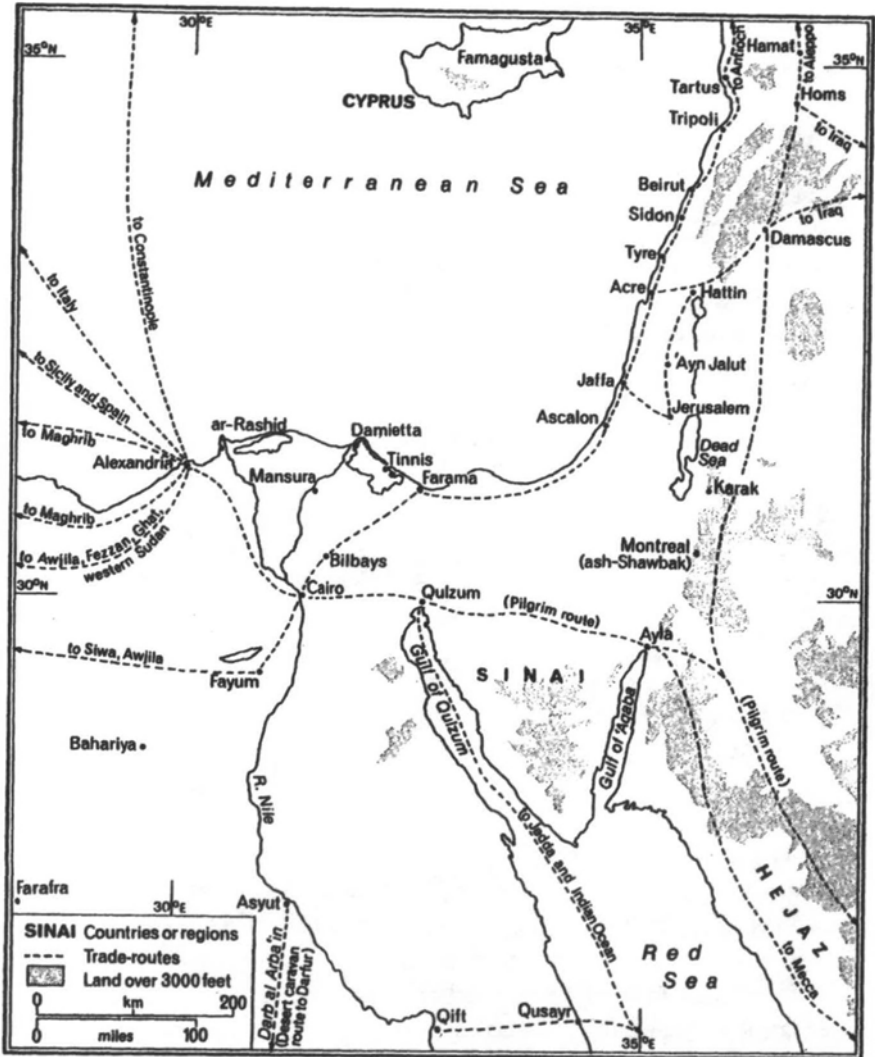 30°E
35°E
35°N
35°N
Hamat
to Aleppo
to Antioch
Famagusta
CYPRUS
Tartus
Homs
Tripoli
to Iraq
Mediterranean Sea
Beirut
Sidon
to Iraq
Damascus
to Constantinople
Tyre
Acre
Hattin
to Italy
'Ayn Jalut
to Sicily and Spain
Jaffa
Jerusalem
ar-Rashid
Damietta
Ascalon
to Maghrib
Tinnis
Dead
Sea
Alexandria
Mansura
Farama
Karak
to Maghrib
Montreal
(ash-Shawbak)
to Awjila, Fezzan, Ghat,
western Sudan
Bilbays
30°N
Cairo
Qulzum
(Pilgrim route)
30°N
Ayla
to Siwa, Awjila
Fayum
SINAI
Gulf of Qulzum
Gulf of 'Aqaba
(Pilgrim route)
Bahariya
R. Nile
to Jedda and Indian Ocean
HEJAZ
to Mecca
Farafra
30°E
Asyut
Red
Sea
SINAI Countries or regions
Trade-routes
Land over 3000 feet
0 km 200
0 miles 100
Darb al Arba'in
(Desert caravan
route to Darfur)
Qift
Qusayr
35°E